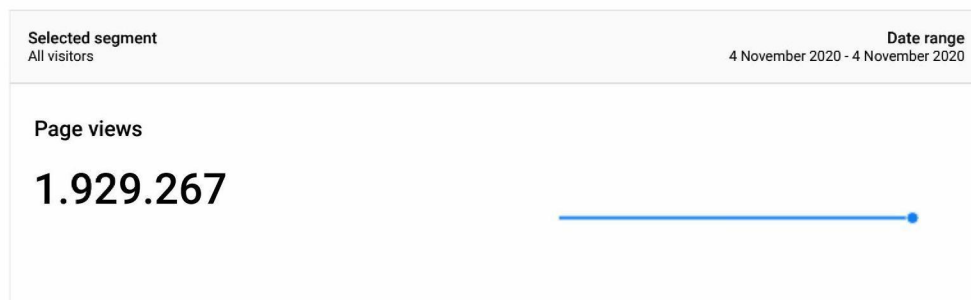 Selected segment
All visitors
Date range
4 November 2020 - 4 November 2020
Page views
1.929.267